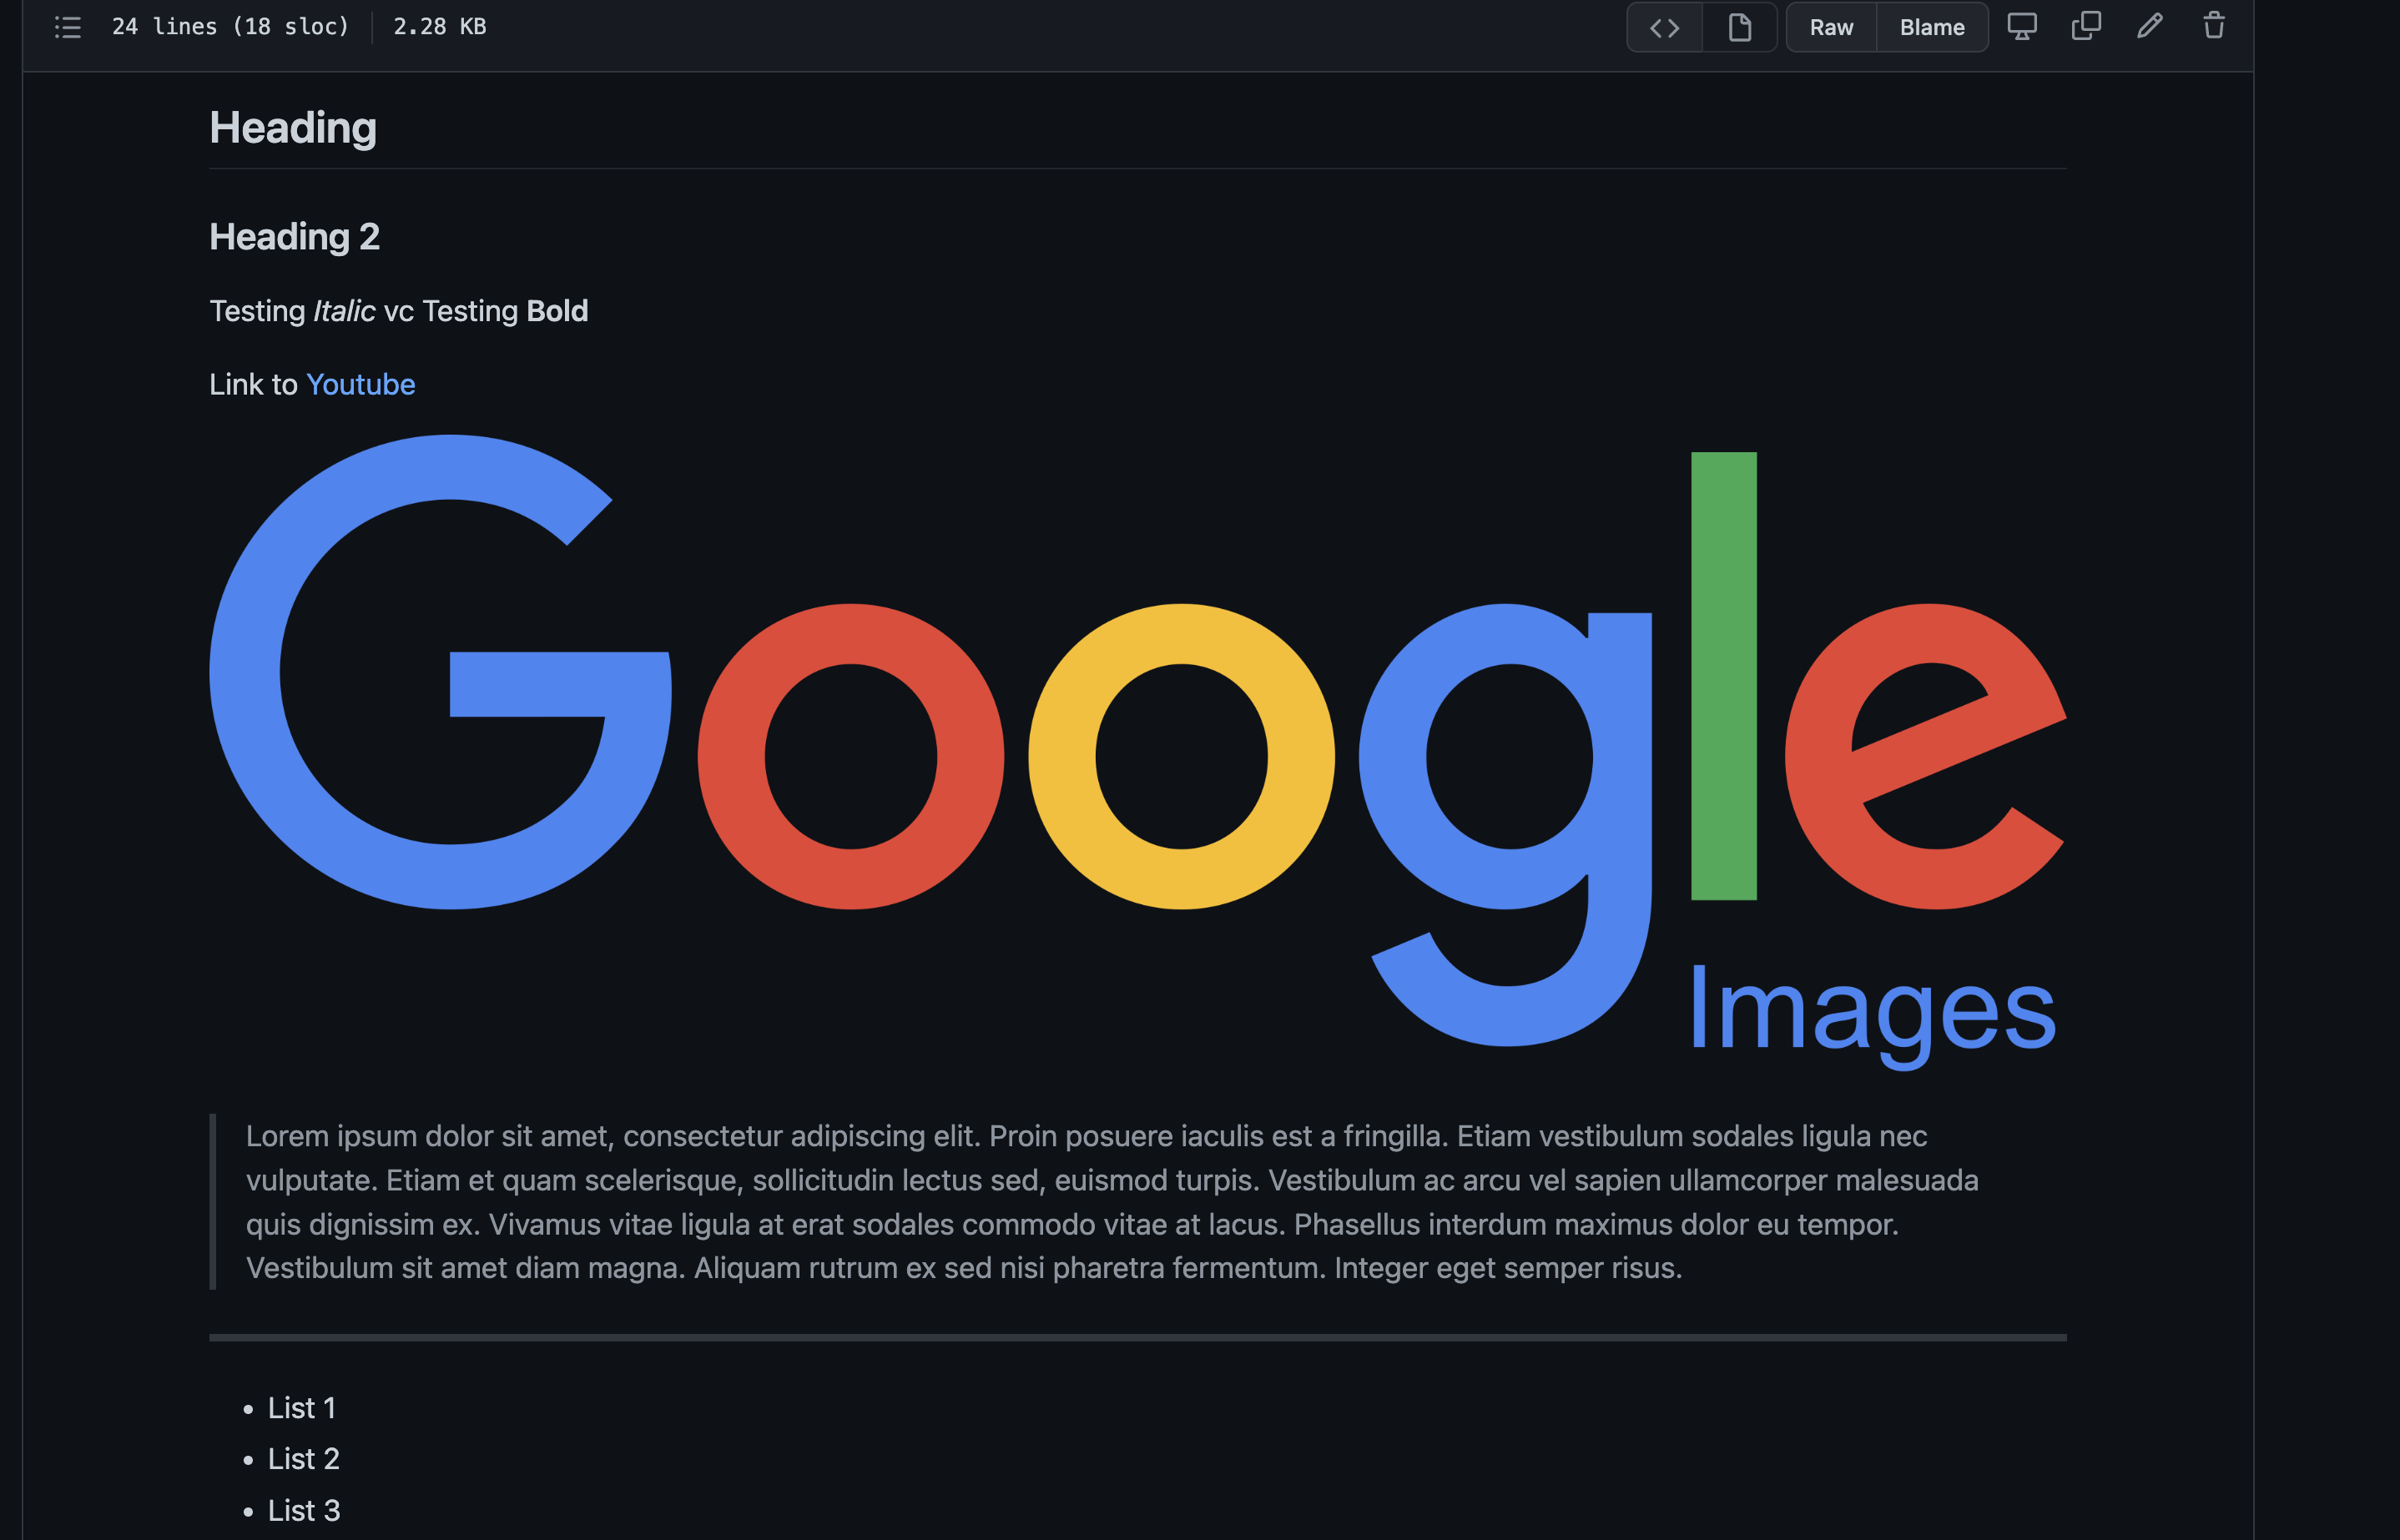 24 lines (18 sloc) 2.28 KB Raw Blame
Heading
Heading 2
Testing Italic vc Testing Bold
Link to Youtube
Google
Images
Lorem ipsum dolor sit amet, consectetur adipiscing elit. Proin posuere iaculis est a fringilla. Etiam vestibulum sodales ligula nec
vulputate. Etiam et quam scelerisque, sollicitudin lectus sed, euismod turpis. Vestibulum ac arcu vel sapien ullamcorper malesuada
quis dignissim ex. Vivamus vitae ligula at erat sodales commodo vitae at lacus. Phasellus interdum maximus dolor eu tempor.
Vestibulum sit amet diam magna. Aliquam rutrum ex sed nisi pharetra fermentum. Integer eget semper risus.
List 1
List 2
List 3